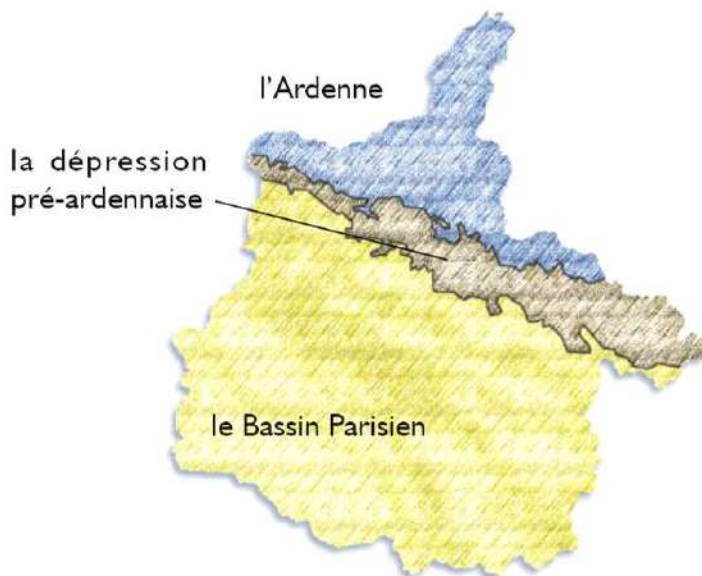 l'Ardenne
la dépression
pré-ardennaise
le Bassin Parisien